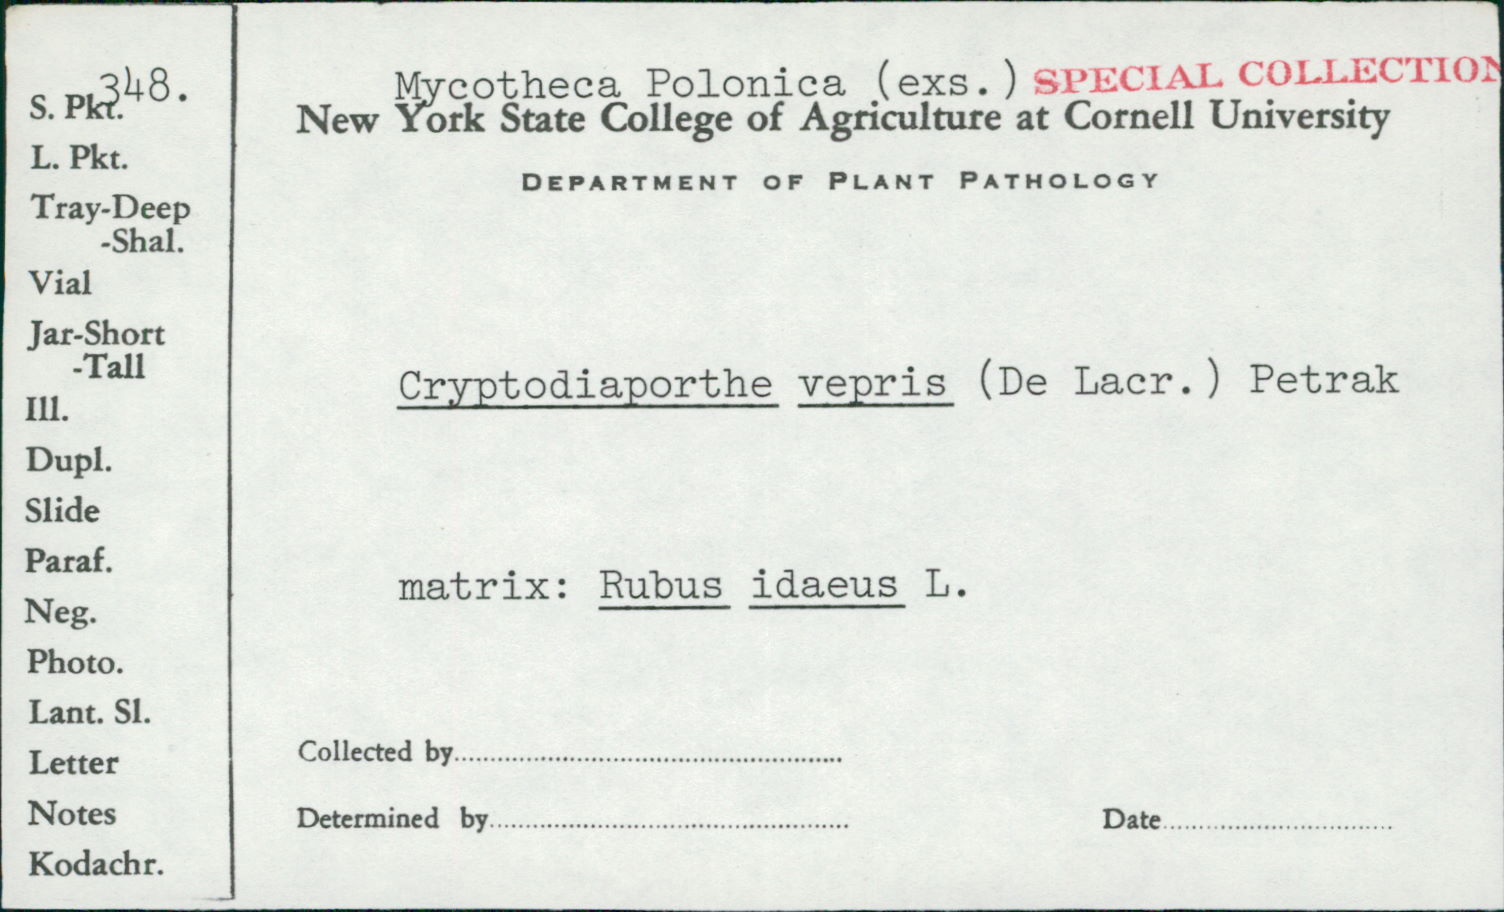 348.
S. Pkt.
L. Pkt.
Tray-Deep
-Shal.
Vial
Jar-Short
-Tall
Ill.
Dupl.
Slide
Paraf.
Neg.
Photo.
Lant. Sl.
Letter
Notes
Kodachr.
Mycotheca Polonica (exs.) SPECIAL COLLECTION
New York State College of Agriculture at Cornell University
DEPARTMENT OF PLANT PATHOLOGY
Cryptodiaporthe vepris (De Lacr.) Petrak
matrix: Rubus idaeus L.
Collected by
Determined by Date